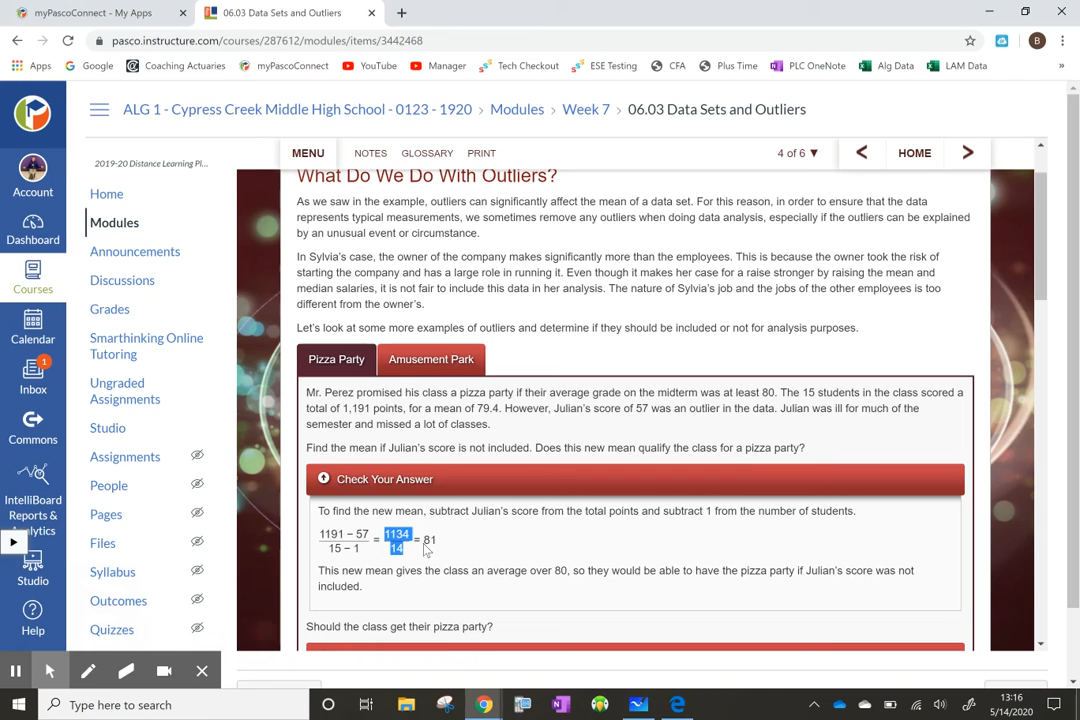 myPascoConnect - My Apps
06.03 Data Sets and Outliers
pasco.instructure.com/courses/287612/modules/items/3442468
B
Apps
Google
Coaching Actuaries
myPascoConnect
YouTube
Manager
Tech Checkout
ESE Testing
CFA
Plus Time
PLC OneNote
Alg Data
LAM Data
»
ALG 1 - Cypress Creek Middle High School - 0123 - 1920 > Modules > Week 7 > 06.03 Data Sets and Outliers
Account
Dashboard
Courses
Calendar
1
Inbox
Commons
IntelliBoard
Reports &
Analytics
Studio
Help
2019-20 Distance Learning Pl...
Home
Modules
Announcements
Discussions
Grades
Smarthinking Online
Tutoring
Ungraded
Assignments
Studio
Assignments
People
Pages
Files
Syllabus
Outcomes
Quizzes
MENU
NOTES
GLOSSARY
PRINT
4 of 6 ▼
<
HOME
>
What Do We Do With Outliers?
As we saw in the example, outliers can significantly affect the mean of a data set. For this reason, in order to ensure that the data
represents typical measurements, we sometimes remove any outliers when doing data analysis, especially if the outliers can be explained
by an unusual event or circumstance.
In Sylvia's case, the owner of the company makes significantly more than the employees. This is because the owner took the risk of
starting the company and has a large role in running it. Even though it makes her case for a raise stronger by raising the mean and
median salaries, it is not fair to include this data in her analysis. The nature of Sylvia's job and the jobs of the other employees is too
different from the owner's.
Let's look at some more examples of outliers and determine if they should be included or not for analysis purposes.
Pizza Party
Amusement Park
Mr. Perez promised his class a pizza party if their average grade on the midterm was at least 80. The 15 students in the class scored a
total of 1,191 points, for a mean of 79.4. However, Julian's score of 57 was an outlier in the data. Julian was ill for much of the
semester and missed a lot of classes.
Find the mean if Julian's score is not included. Does this new mean qualify the class for a pizza party?
Check Your Answer
To find the new mean, subtract Julian's score from the total points and subtract 1 from the number of students.
1191 – 57 / 15 – 1 = 1134 / 14 = 81
This new mean gives the class an average over 80, so they would be able to have the pizza party if Julian's score was not
included.
Should the class get their pizza party?
Type here to search
13:16
5/14/2020